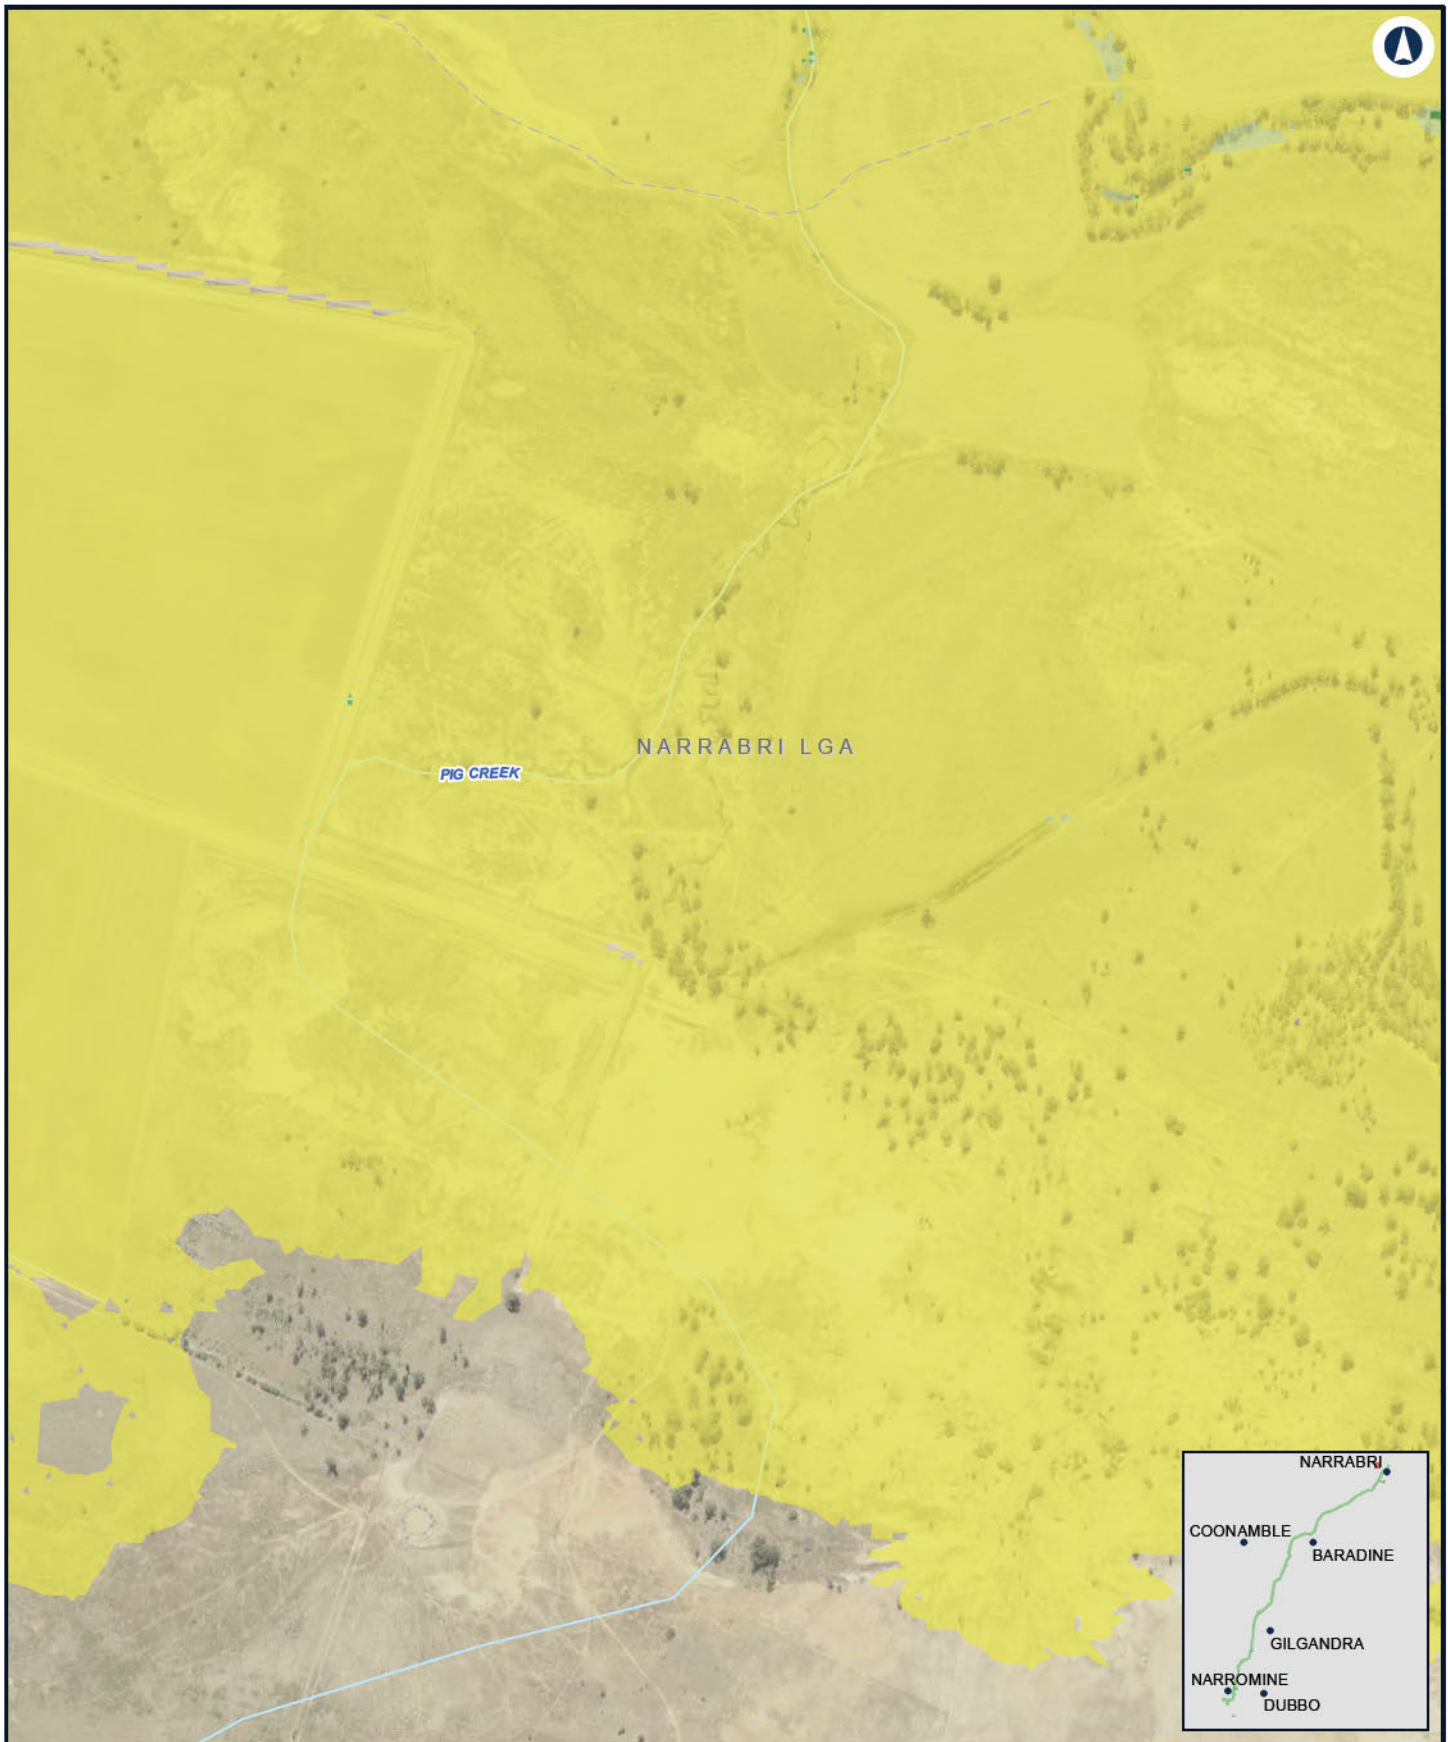 NARRABRI LGA
PIG CREEK
NARRABRI
COONAMBLE
BARADINE
GILGANDRA
NARROMINE
DUBBO